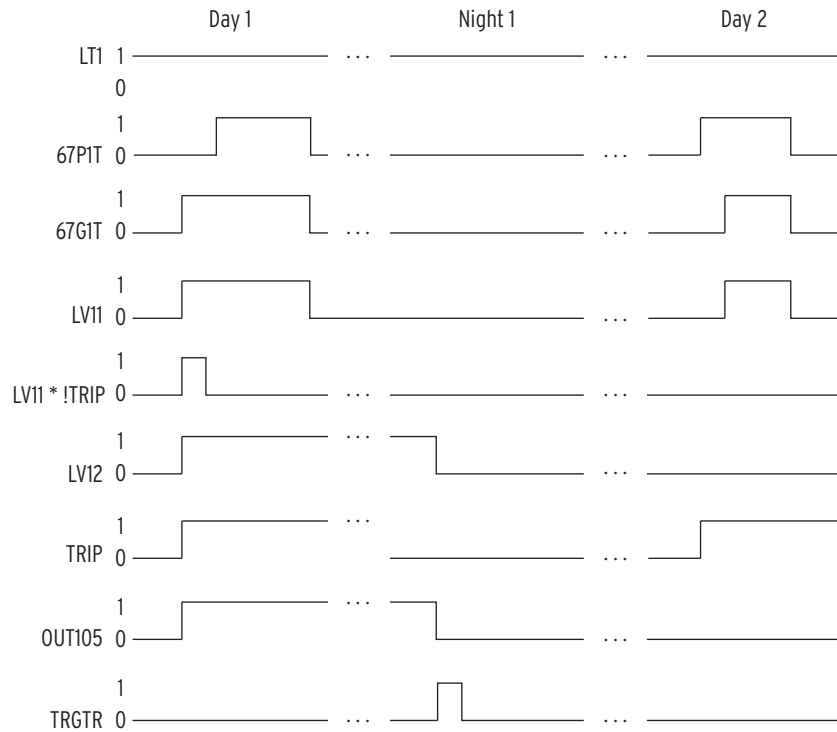 Day 1 Night 1 Day 2
LT1 1 ... ...
0
1
67P1T 0 ... ...
1
67G1T 0 ... ...
1
LV11 0 ...
1
LV11 * !TRIP 0 ... ...
1
LV12 0 ... ...
1
TRIP 0 ... ...
1
OUT105 0 ... ...
1
TRGTR 0 ... ...